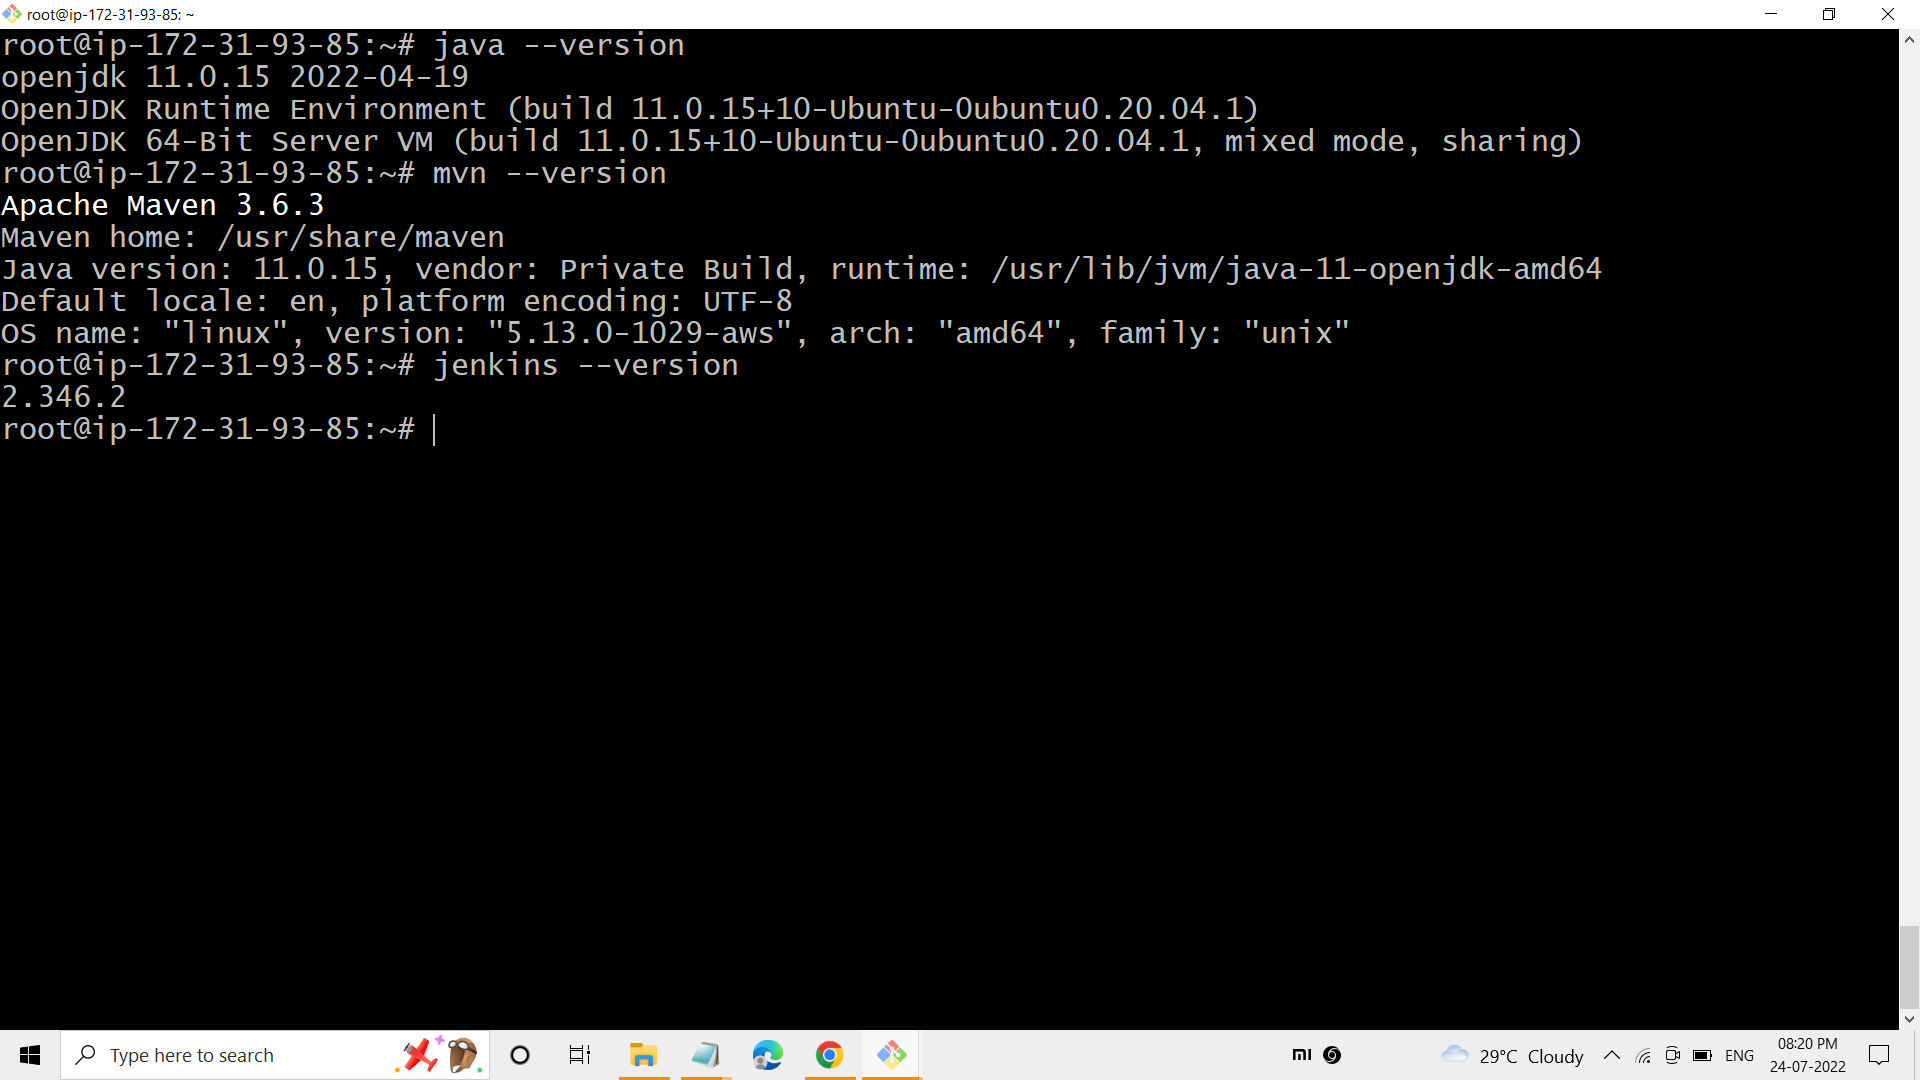 root@ip-172-31-93-85: ~
root@ip-172-31-93-85:~# java --version
openjdk 11.0.15 2022-04-19
OpenJDK Runtime Environment (build 11.0.15+10-Ubuntu-0ubuntu0.20.04.1)
OpenJDK 64-Bit Server VM (build 11.0.15+10-Ubuntu-0ubuntu0.20.04.1, mixed mode, sharing)
root@ip-172-31-93-85:~# mvn --version
Apache Maven 3.6.3
Maven home: /usr/share/maven
Java version: 11.0.15, vendor: Private Build, runtime: /usr/lib/jvm/java-11-openjdk-amd64
Default locale: en, platform encoding: UTF-8
OS name: "linux", version: "5.13.0-1029-aws", arch: "amd64", family: "unix"
root@ip-172-31-93-85:~# jenkins --version
2.346.2
root@ip-172-31-93-85:~#
Type here to search
mı
29°C Cloudy
ENG
08:20 PM
24-07-2022